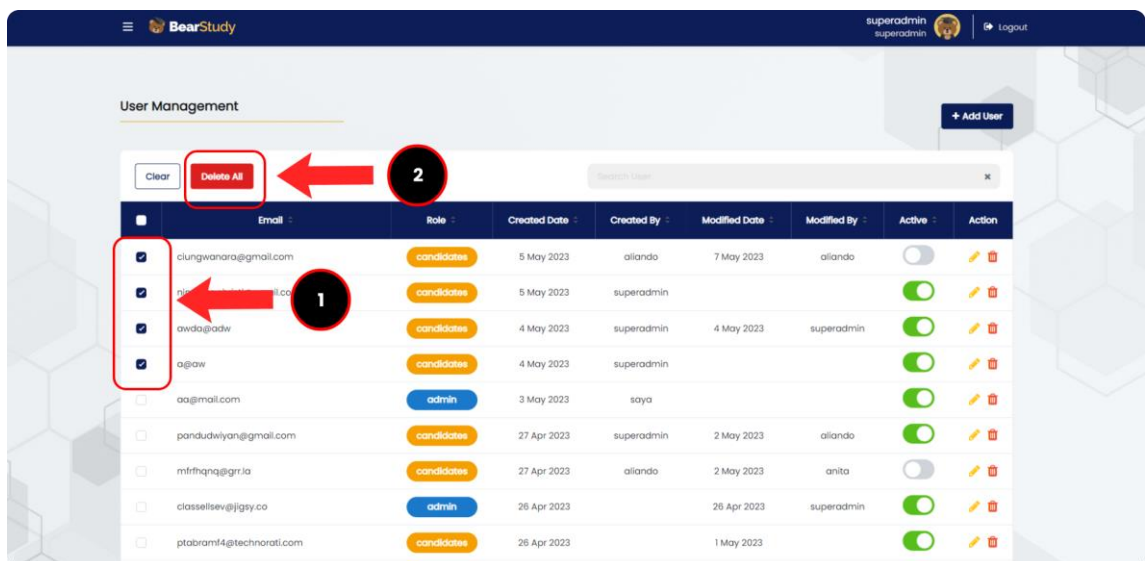 BearStudy
superadmin
superadmin
Logout
User Management
+ Add User
Clear
Delete All
2
Search User
Email Role Created Date Created By Modified Date Modified By Active Action
ciungwanara@gmail.com candidates 5 May 2023 aliando 7 May 2023 aliando
1
candidates 5 May 2023 superadmin
awda@adw candidates 4 May 2023 superadmin 4 May 2023 superadmin
a@aw candidates 4 May 2023 superadmin
aa@mail.com admin 3 May 2023 saya
pandudwiyan@gmail.com candidates 27 Apr 2023 superadmin 2 May 2023 aliando
mfrfhqnq@grr.la candidates 27 Apr 2023 aliando 2 May 2023 anita
classelisev@jigsy.co admin 26 Apr 2023 26 Apr 2023 superadmin
ptabramf4@technorati.com candidates 26 Apr 2023 1 May 2023